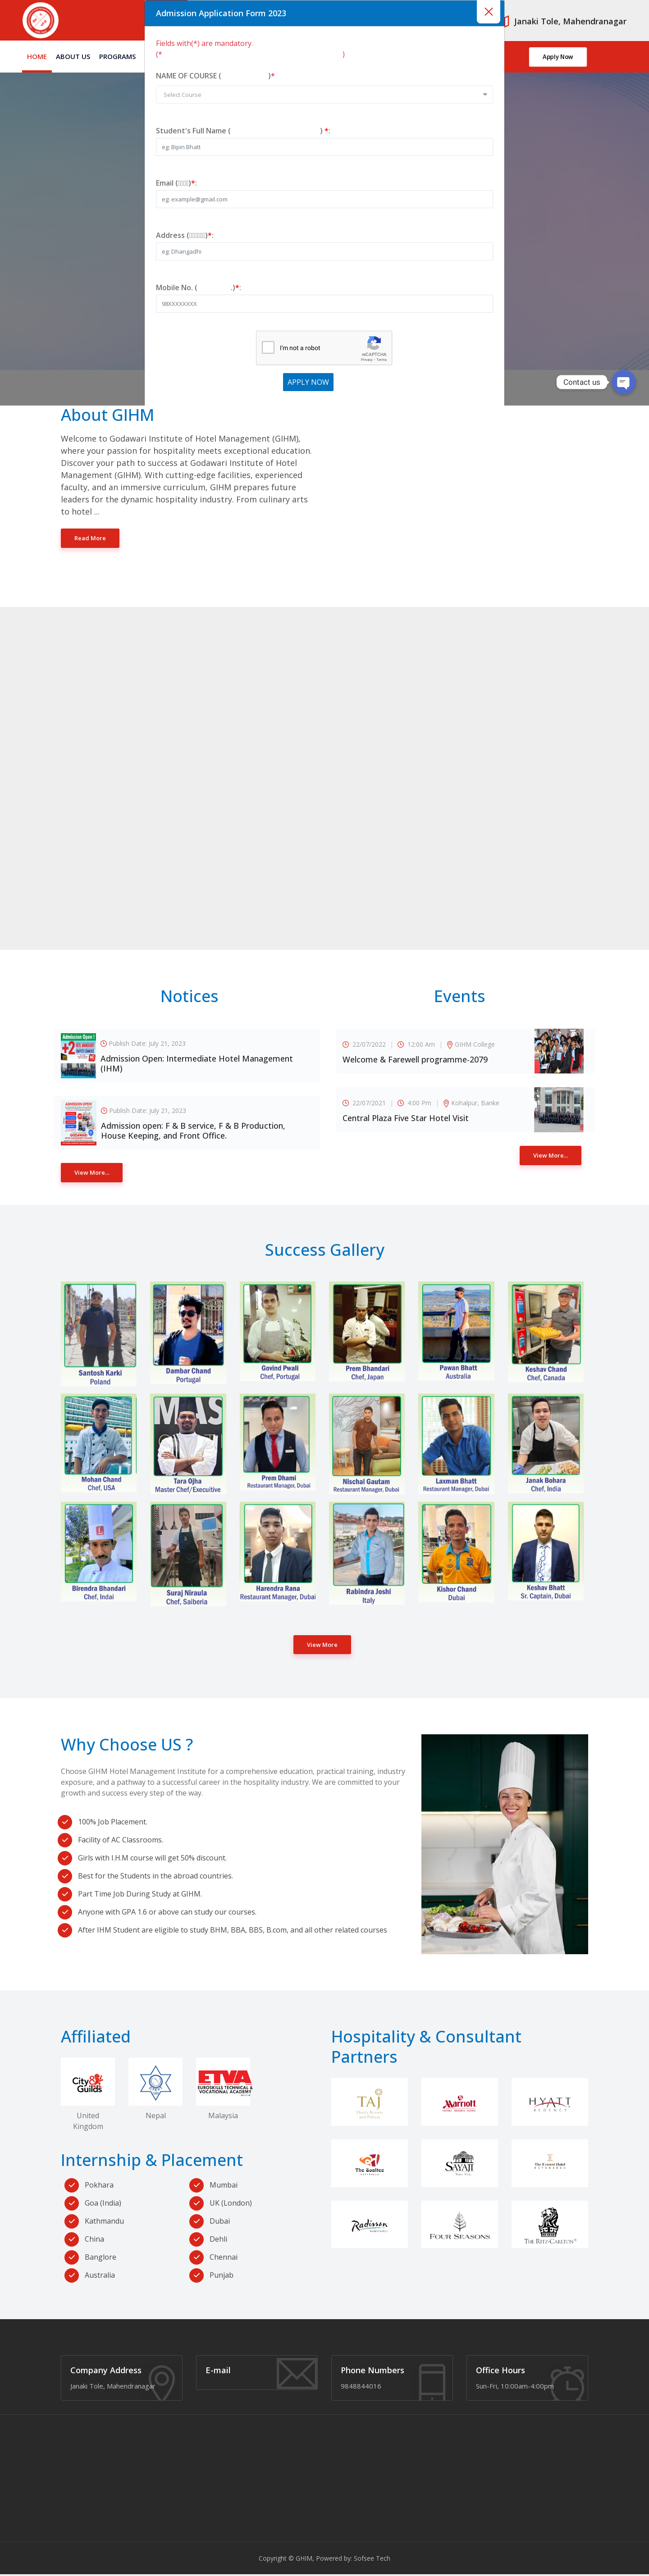 Janaki Tole, Mahendranagar
HOME ABOUT US PROGRAMS
Apply Now
Admission Application Form 2023
Fields with(*) are mandatory.
(* )
NAME OF COURSE ( )*
Select Course
Student's Full Name ( ) *:
eg: Bipin Bhatt
Email ( )*:
eg: example@gmail.com
Address ( )*:
eg: Dhangadhi
Mobile No. ( .)*:
98XXXXXXXX
I'm not a robot
reCAPTCHA
Privacy - Terms
APPLY NOW
Contact us
About GIHM
Welcome to Godawari Institute of Hotel Management (GIHM),
where your passion for hospitality meets exceptional education.
Discover your path to success at Godawari Institute of Hotel
Management (GIHM). With cutting-edge facilities, experienced
faculty, and an immersive curriculum, GIHM prepares future
leaders for the dynamic hospitality industry. From culinary arts
to hotel ...
Read More
Notices
Admission Open !
+2
Publish Date: July 21, 2023
Admission Open: Intermediate Hotel Management
(IHM)
Publish Date: July 21, 2023
Admission open: F & B service, F & B Production,
House Keeping, and Front Office.
View More...
Events
22/07/2022 | 12:00 Am | GIHM College
Welcome & Farewell programme-2079
22/07/2021 | 4:00 Pm | Kohalpur, Banke
Central Plaza Five Star Hotel Visit
View More...
Success Gallery
Santosh Karki
Poland
Dambar Chand
Portugal
Govind Pwali
Chef, Portugal
Prem Bhandari
Chef, Japan
Pawan Bhatt
Australia
Keshav Chand
Chef, Canada
Mohan Chand
Chef, USA
MAS
Tara Ojha
Master Chef/Execuitive
Prem Dhami
Restaurant Manager, Dubai
Nischal Gautam
Restaurant Manager, Dubai
Laxman Bhatt
Restaurant Manager, Dubai
Janak Bohara
Chef, India
Birendra Bhandari
Chef, Indai
Suraj Niraula
Chef, Saiberia
Harendra Rana
Restaurant Manager, Dubai
Rabindra Joshi
Italy
Kishor Chand
Dubai
Keshav Bhatt
Sr. Captain, Dubai
View More
Why Choose US ?
Choose GIHM Hotel Management Institute for a comprehensive education, practical training, industry
exposure, and a pathway to a successful career in the hospitality industry. We are committed to your
growth and success every step of the way.
100% Job Placement.
Facility of AC Classrooms.
Girls with I.H.M course will get 50% discount.
Best for the Students in the abroad countries.
Part Time Job During Study at GIHM.
Anyone with GPA 1.6 or above can study our courses.
After IHM Student are eligible to study BHM, BBA, BBS, B.com, and all other related courses
Affiliated
City & Guilds
ETVA
EUROSKILLS TECHNICAL &
VOCATIONAL ACADEMY
United
Kingdom
Nepal
Malaysia
Internship & Placement
Pokhara
Goa (India)
Kathmandu
China
Banglore
Australia
Mumbai
UK (London)
Dubai
Dehli
Chennai
Punjab
Hospitality & Consultant
Partners
TAJ
Marriott
HYATT
REGENCY
The Soaltee
SAYAJI
The Everest Hotel
Radisson
FOUR SEASONS
THE RITZ-CARLTON
Company Address
Janaki Tole, Mahendranagar
E-mail
Phone Numbers
9848844016
Office Hours
Sun-Fri, 10:00am-4:00pm
Copyright © GHIM, Powered by: Sofsee Tech